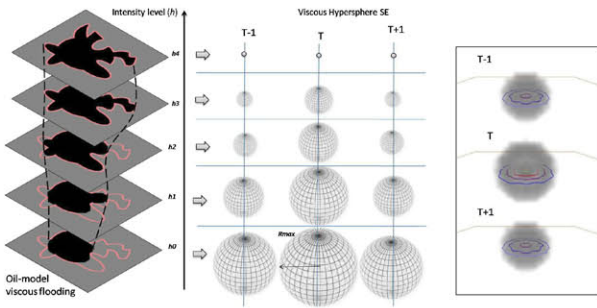 Intensity level (h)
Viscous Hypersphere SE
T-1
T
T+1
h4
h3
h2
h1
h0
Rmax
Oil-model
viscous flooding
T-1
T
T+1